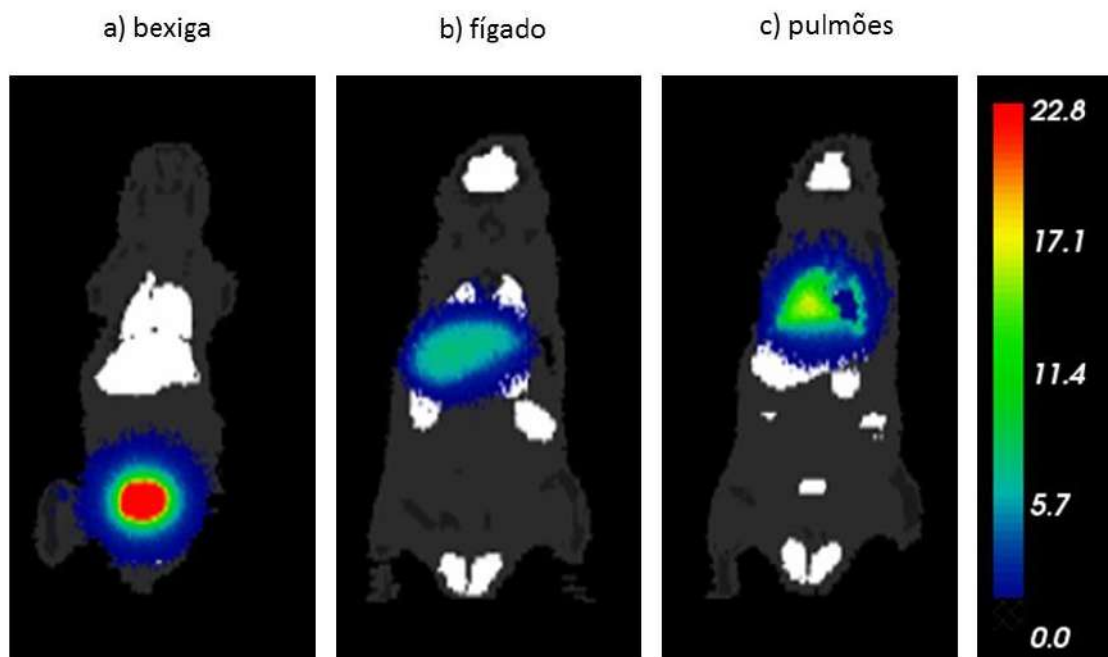 a) bexiga
b) fígado
c) pulmões
22.8
17.1
11.4
5.7
0.0